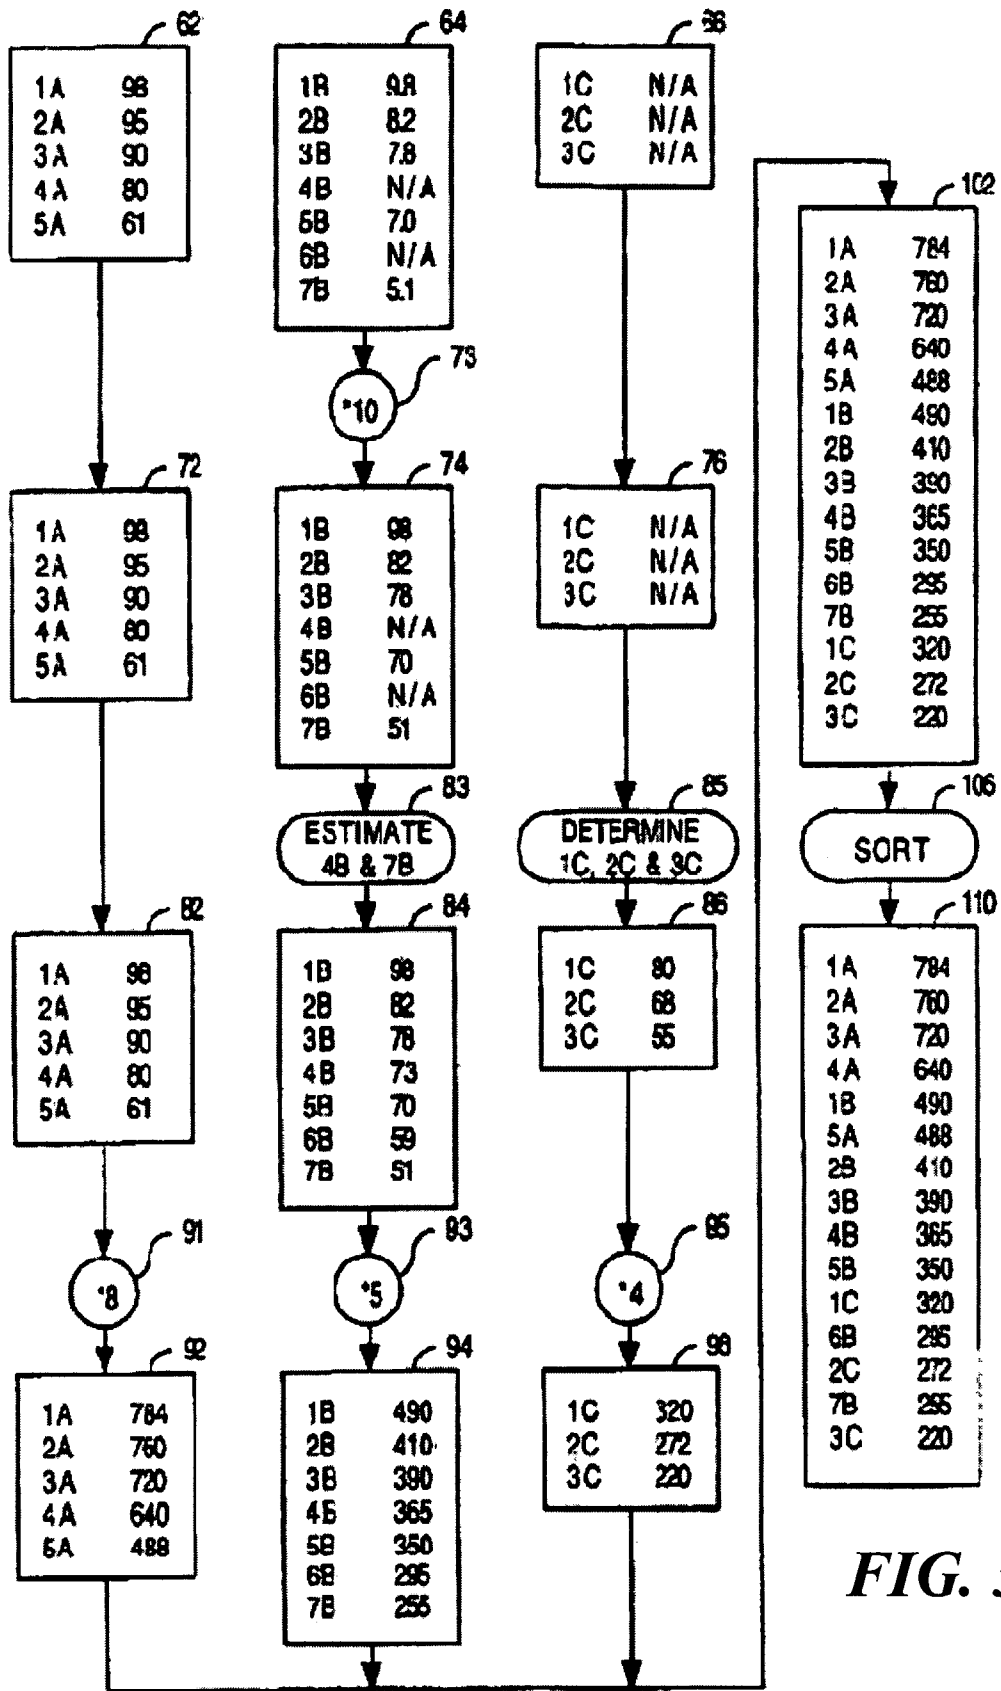 62
1A 98
2A 95
3A 90
4A 80
5A 61
72
1A 98
2A 95
3A 90
4A 80
5A 61
82
1A 98
2A 95
3A 90
4A 80
5A 61
91
*8
92
1A 784
2A 760
3A 720
4A 640
5A 488
64
1B 9.8
2B 8.2
3B 7.8
4B N/A
5B 7.0
6B N/A
7B 5.1
73
*10
74
1B 98
2B 82
3B 78
4B N/A
5B 70
6B N/A
7B 51
83
ESTIMATE
4B & 7B
84
1B 98
2B 82
3B 78
4B 73
5B 70
6B 59
7B 51
93
*5
94
1B 490
2B 410
3B 390
4B 365
5B 350
6B 295
7B 255
66
1C N/A
2C N/A
3C N/A
76
1C N/A
2C N/A
3C N/A
85
DETERMINE
1C, 2C & 3C
86
1C 80
2C 68
3C 55
95
*4
96
1C 320
2C 272
3C 220
102
1A 784
2A 760
3A 720
4A 640
5A 488
1B 490
2B 410
3B 390
4B 365
5B 350
6B 295
7B 255
1C 320
2C 272
3C 220
106
SORT
110
1A 784
2A 760
3A 720
4A 640
1B 490
5A 488
2B 410
3B 390
4B 365
5B 350
1C 320
6B 295
2C 272
7B 255
3C 220
FIG.